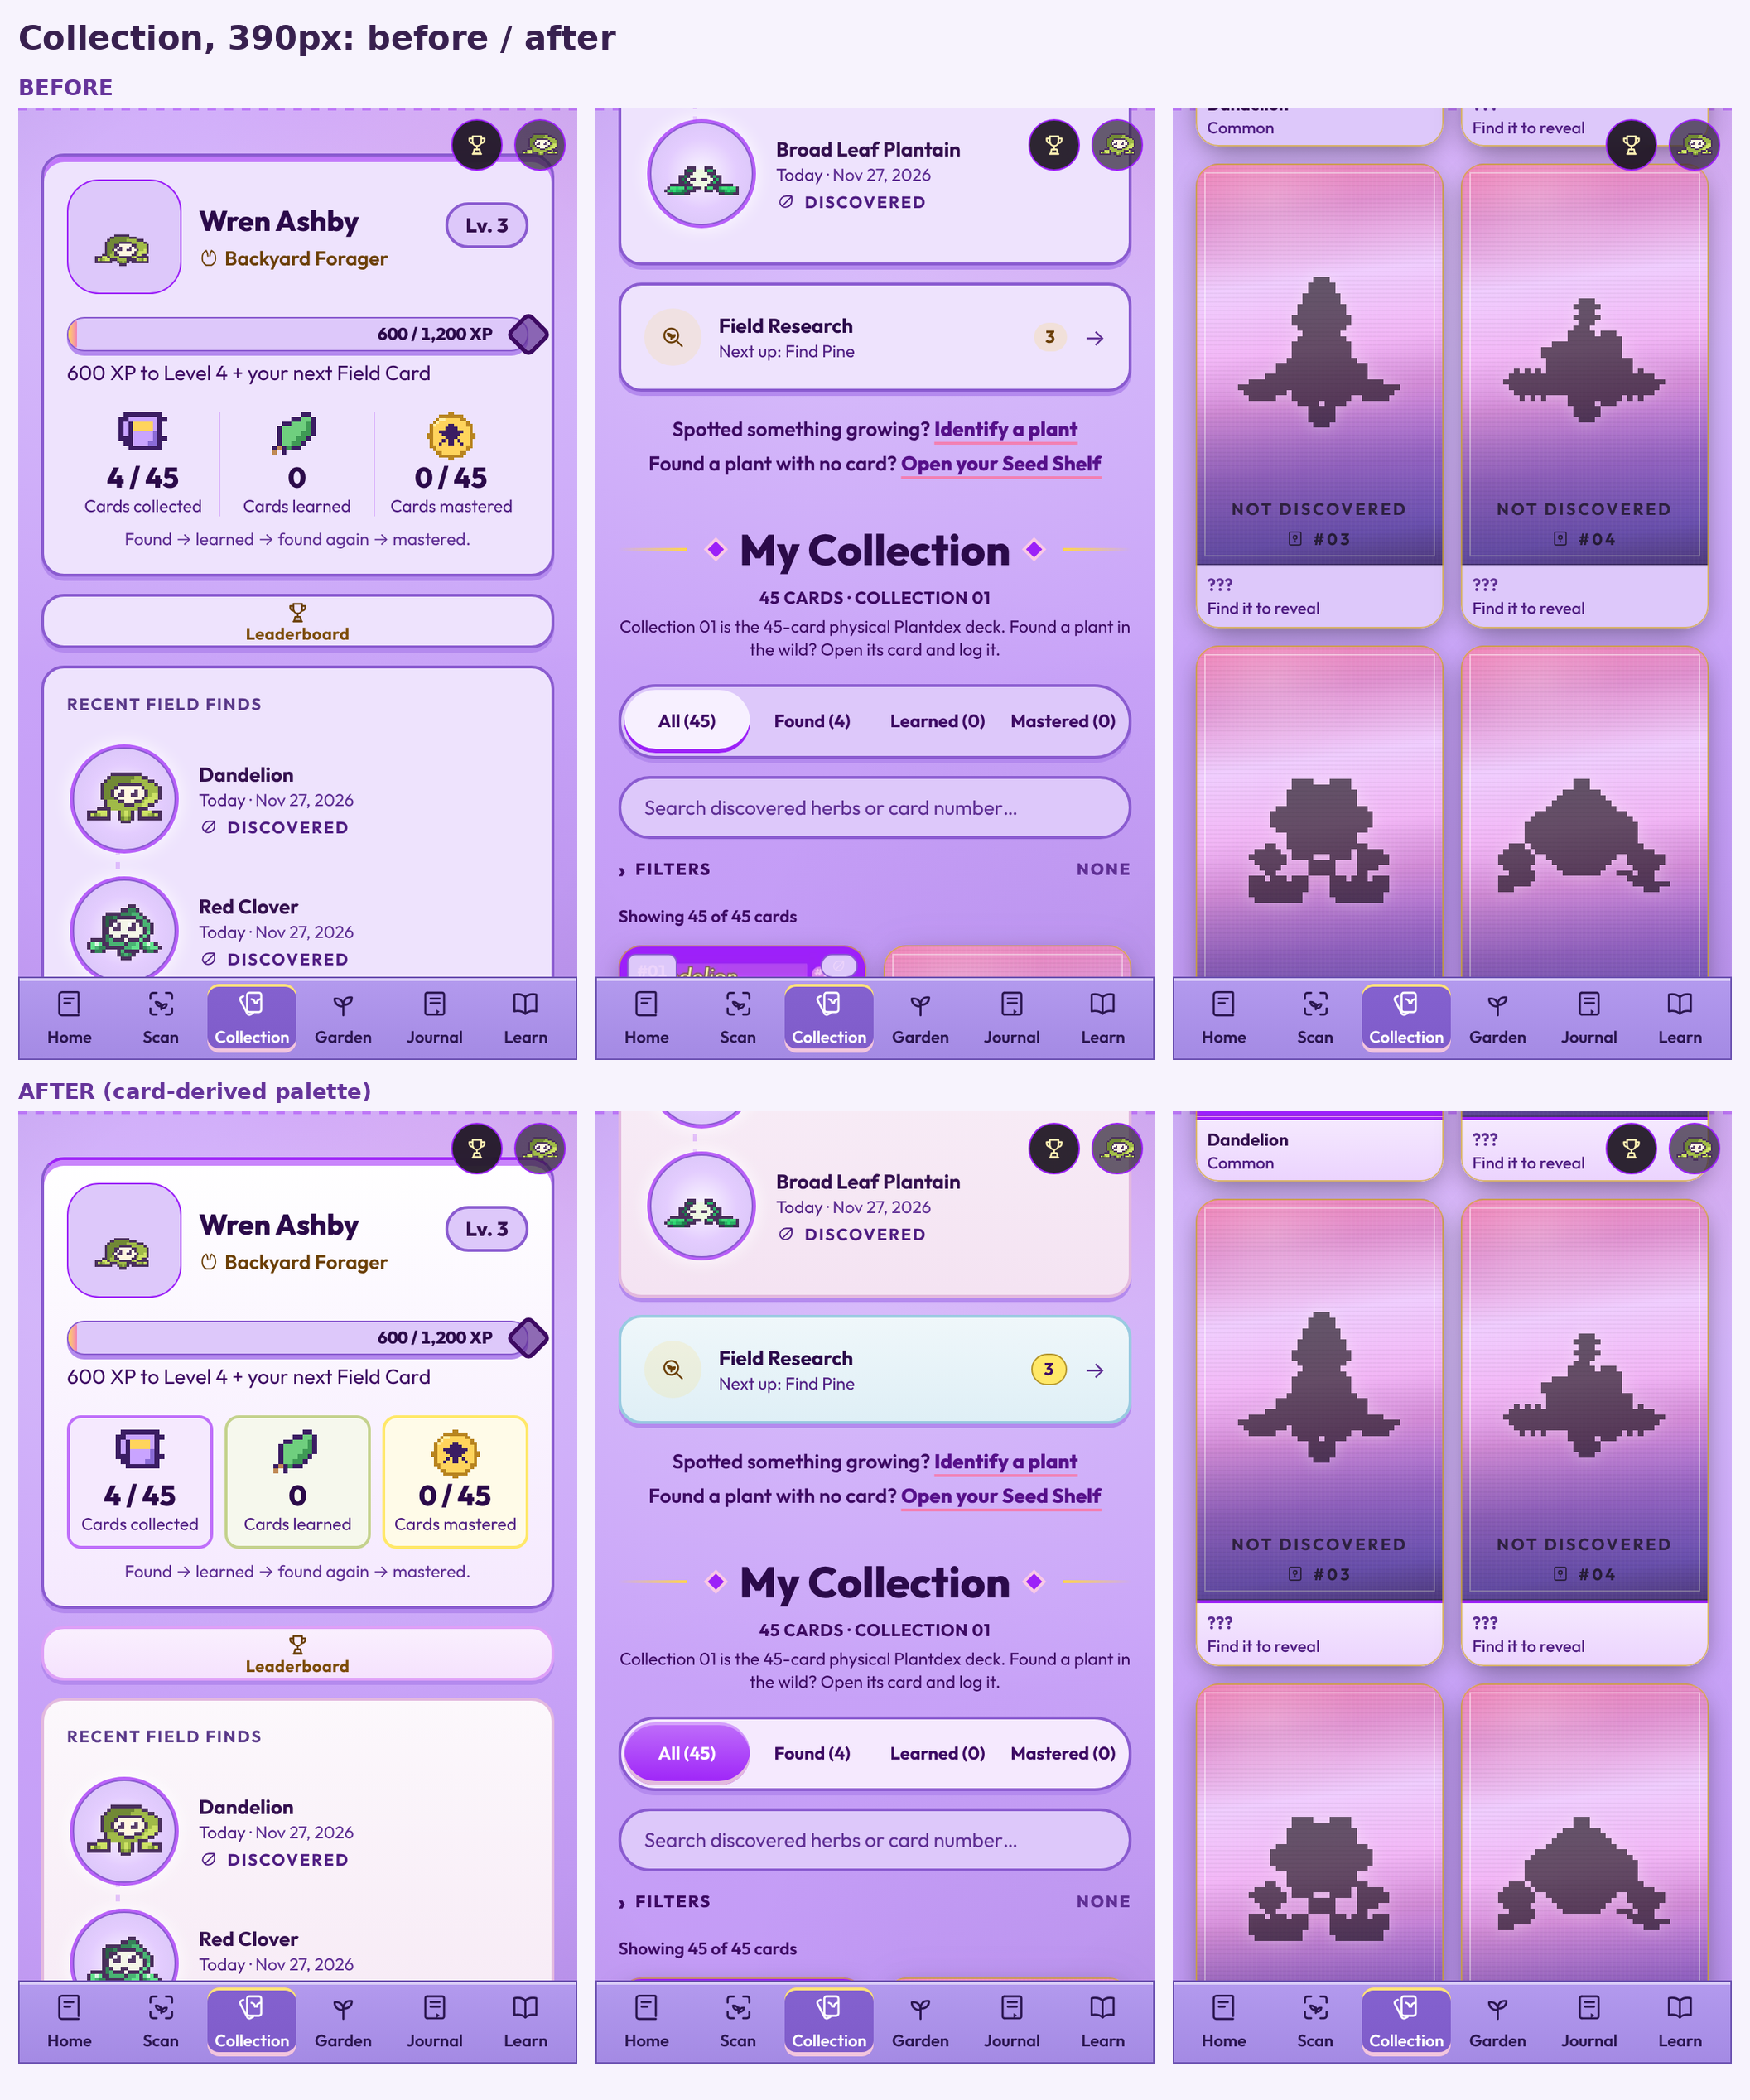 Collection, 390px: before / after
BEFORE
Wren Ashby
Lv. 3
Backyard Forager
600 / 1,200 XP
600 XP to Level 4 + your next Field Card
4 / 45
0
0 / 45
Cards collected
Cards learned
Cards mastered
Found → learned → found again → mastered.
Leaderboard
RECENT FIELD FINDS
Dandelion
Today · Nov 27, 2026
DISCOVERED
Red Clover
Today · Nov 27, 2026
DISCOVERED
Home
Scan
Collection
Garden
Journal
Learn
Broad Leaf Plantain
Today · Nov 27, 2026
DISCOVERED
Field Research
Next up: Find Pine
3
Spotted something growing? Identify a plant
Found a plant with no card? Open your Seed Shelf
My Collection
45 CARDS · COLLECTION 01
Collection 01 is the 45-card physical Plantdex deck. Found a plant in
the wild? Open its card and log it.
All (45)
Found (4)
Learned (0)
Mastered (0)
Search discovered herbs or card number...
› FILTERS
NONE
Showing 45 of 45 cards
#01
delion
Home
Scan
Collection
Garden
Journal
Learn
Dandelion
Common
???
Find it to reveal
NOT DISCOVERED
#03
???
Find it to reveal
NOT DISCOVERED
#04
???
Find it to reveal
Home
Scan
Collection
Garden
Journal
Learn
AFTER (card-derived palette)
Wren Ashby
Lv. 3
Backyard Forager
600 / 1,200 XP
600 XP to Level 4 + your next Field Card
4 / 45
0
0 / 45
Cards collected
Cards learned
Cards mastered
Found → learned → found again → mastered.
Leaderboard
RECENT FIELD FINDS
Dandelion
Today · Nov 27, 2026
DISCOVERED
Red Clover
Today · Nov 27, 2026
Home
Scan
Collection
Garden
Journal
Learn
Broad Leaf Plantain
Today · Nov 27, 2026
DISCOVERED
Field Research
Next up: Find Pine
3
Spotted something growing? Identify a plant
Found a plant with no card? Open your Seed Shelf
My Collection
45 CARDS · COLLECTION 01
Collection 01 is the 45-card physical Plantdex deck. Found a plant in
the wild? Open its card and log it.
All (45)
Found (4)
Learned (0)
Mastered (0)
Search discovered herbs or card number...
› FILTERS
NONE
Showing 45 of 45 cards
Home
Scan
Collection
Garden
Journal
Learn
Dandelion
Common
???
Find it to reveal
NOT DISCOVERED
#03
???
Find it to reveal
NOT DISCOVERED
#04
???
Find it to reveal
Home
Scan
Collection
Garden
Journal
Learn